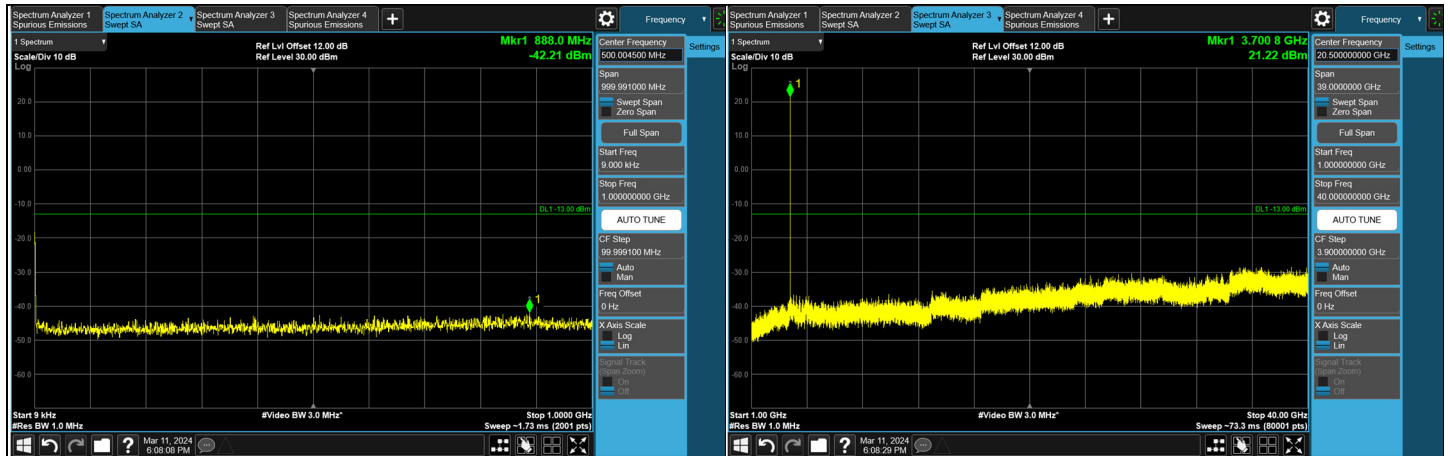 Spectrum Analyzer 1
Spurious Emissions
Spectrum Analyzer 2
Swept SA
Spectrum Analyzer 3
Swept SA
Spectrum Analyzer 4
Spurious Emissions
Frequency
1 Spectrum
Scale/Div 10 dB
Log
Ref Lvl Offset 12.00 dB
Ref Level 30.00 dBm
Mkr1 888.0 MHz
-42.21 dBm
1
20.0
10.0
0.00
-10.0
DL1 -13.00 dBm
-20.0
-30.0
-40.0
-50.0
-60.0
Start 9 kHz
#Video BW 3.0 MHz*
Stop 1.0000 GHz
#Res BW 1.0 MHz
Sweep ~1.73 ms (2001 pts)
Mar 11, 2024
6:08:08 PM
Center Frequency
500.004500 MHz
Settings
Span
999.991000 MHz
Swept Span
Zero Span
Full Span
Start Freq
9.000 kHz
Stop Freq
1.000000000 GHz
AUTO TUNE
CF Step
99.999100 MHz
Auto
Man
Freq Offset
0 Hz
X Axis Scale
Log
Lin
Signal Track
(Span Zoom)
On
Off
Spectrum Analyzer 1
Spurious Emissions
Spectrum Analyzer 2
Swept SA
Spectrum Analyzer 3
Swept SA
Spectrum Analyzer 4
Spurious Emissions
Frequency
1 Spectrum
Scale/Div 10 dB
Log
Ref Lvl Offset 12.00 dB
Ref Level 30.00 dBm
Mkr1 3.700 8 GHz
21.22 dBm
1
20.0
10.0
0.00
-10.0
DL1 -13.00 dBm
-20.0
-30.0
-40.0
-50.0
-60.0
Start 1.00 GHz
#Video BW 3.0 MHz*
Stop 40.00 GHz
#Res BW 1.0 MHz
Sweep ~73.3 ms (80001 pts)
Mar 11, 2024
6:08:29 PM
Center Frequency
20.500000000 GHz
Settings
Span
39.0000000 GHz
Swept Span
Zero Span
Full Span
Start Freq
1.000000000 GHz
Stop Freq
40.000000000 GHz
AUTO TUNE
CF Step
3.900000000 GHz
Auto
Man
Freq Offset
0 Hz
X Axis Scale
Log
Lin
Signal Track
(Span Zoom)
On
Off